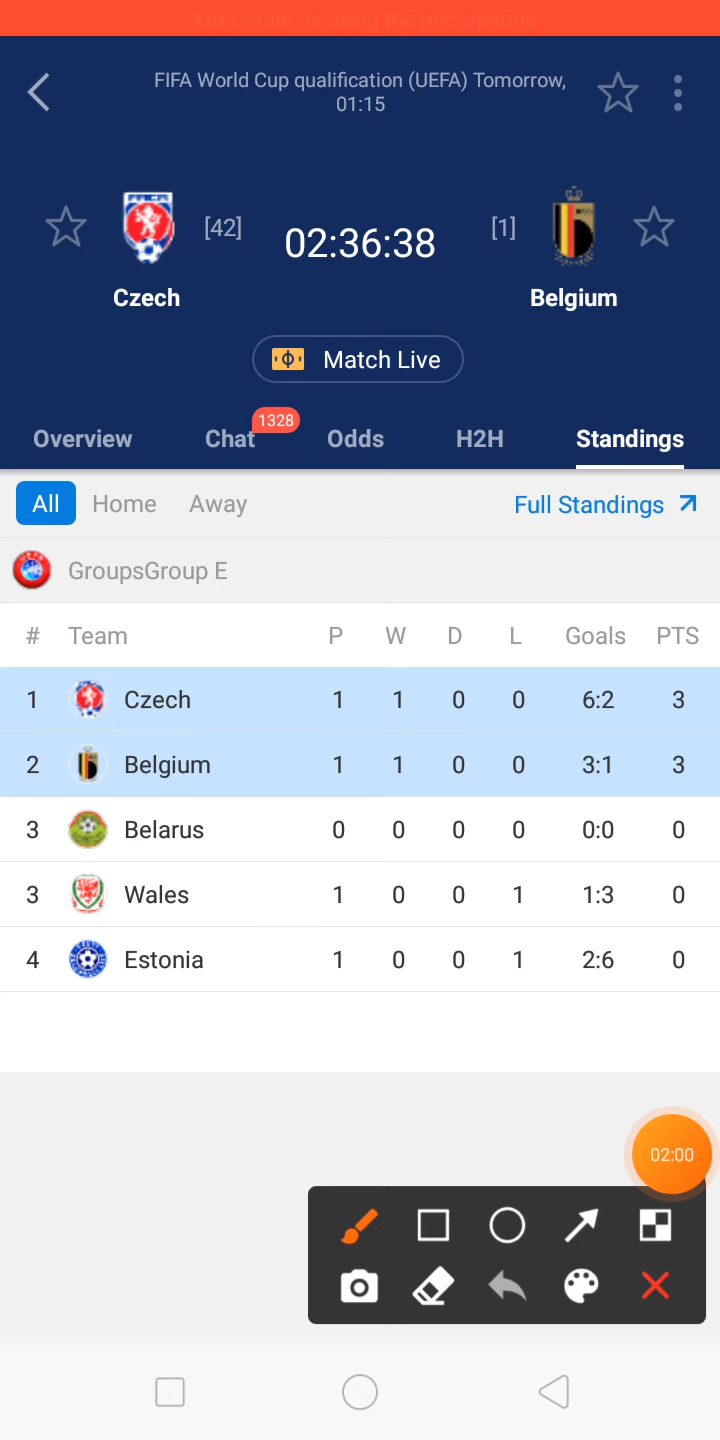 "XRecorder" is using the microphone
FIFA World Cup qualification (UEFA) Tomorrow,
01:15
[42] 02:36:38 [1]
Czech Belgium
Match Live
1328
Overview Chat Odds H2H Standings
All Home Away Full Standings
GroupsGroup E
# Team P W D L Goals PTS
1 Czech 1 1 0 0 6:2 3
2 Belgium 1 1 0 0 3:1 3
3 Belarus 0 0 0 0 0:0 0
3 Wales 1 0 0 1 1:3 0
4 Estonia 1 0 0 1 2:6 0
02:00